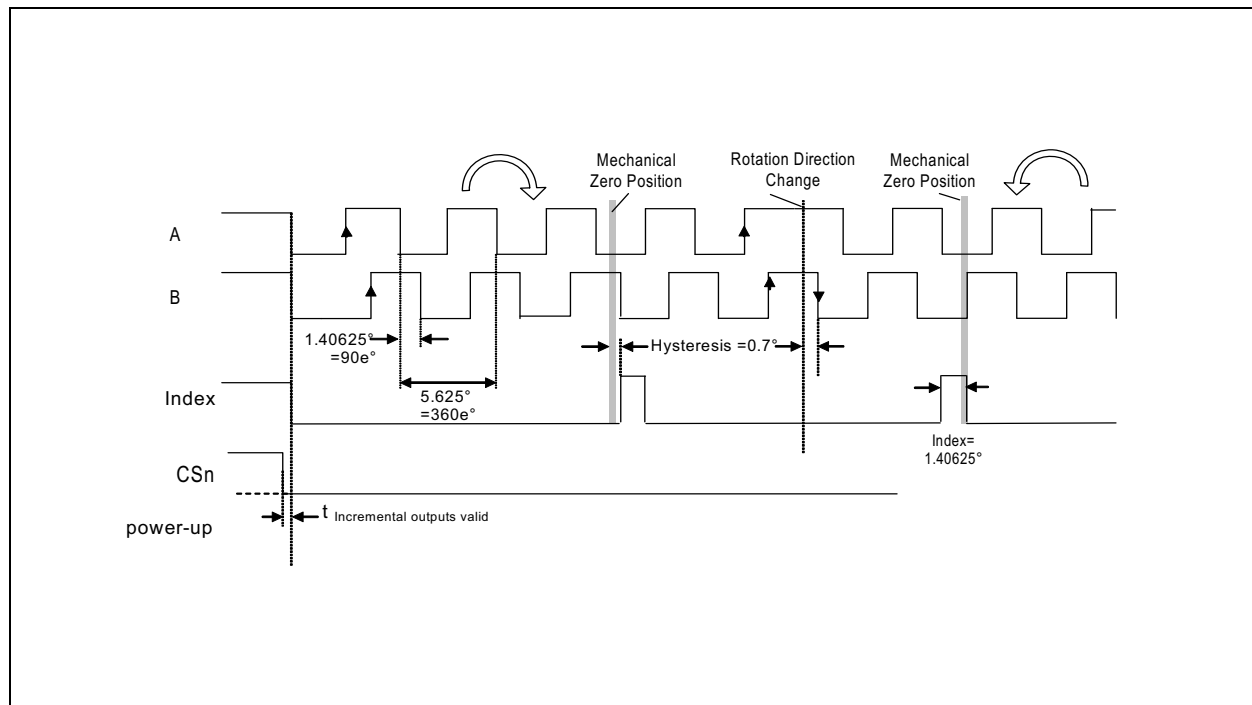 Mechanical
Zero Position
Rotation Direction
Change
Mechanical
Zero Position
A
B
1.40625°
=90e°
Hysteresis =0.7°
Index
5.625°
=360e°
Index=
1.40625°
CSn
t Incremental outputs valid
power-up